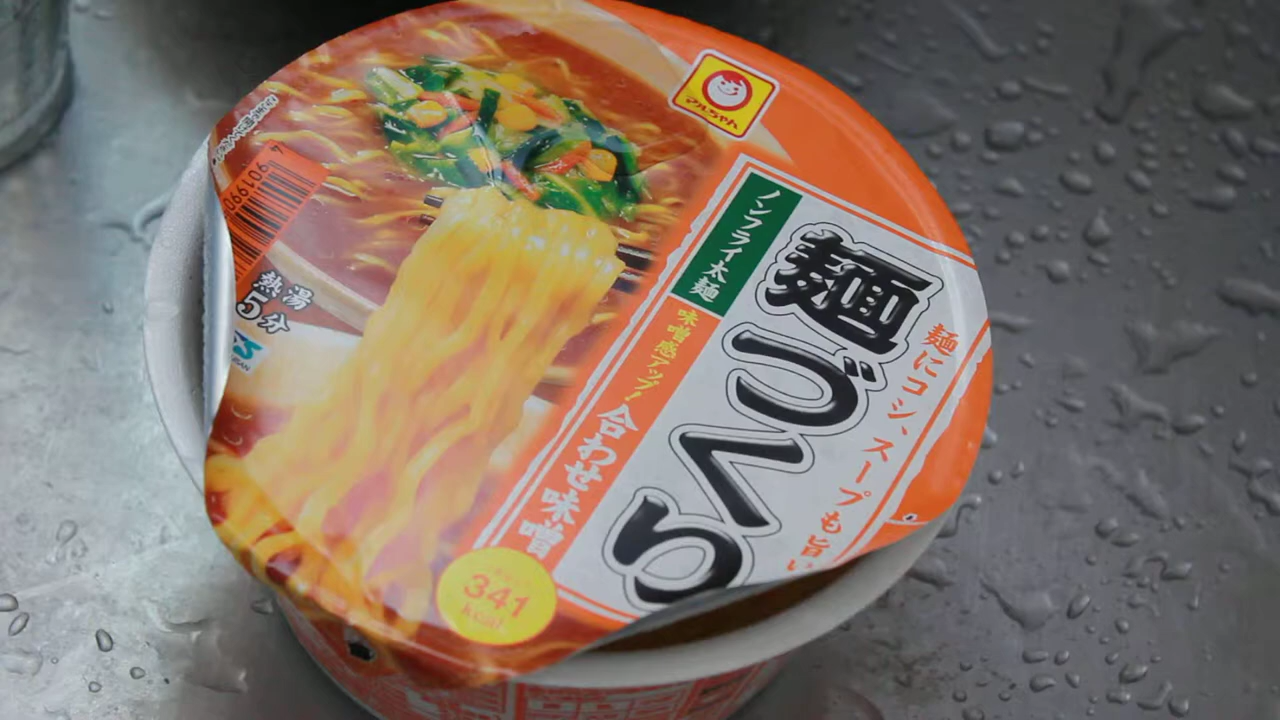 マルちゃん
麺にコシ、スープも旨い
麺づくり
ノンフライ太麺
味噌感アップ!
合わせ味噌
熱湯
5分
341
kcal